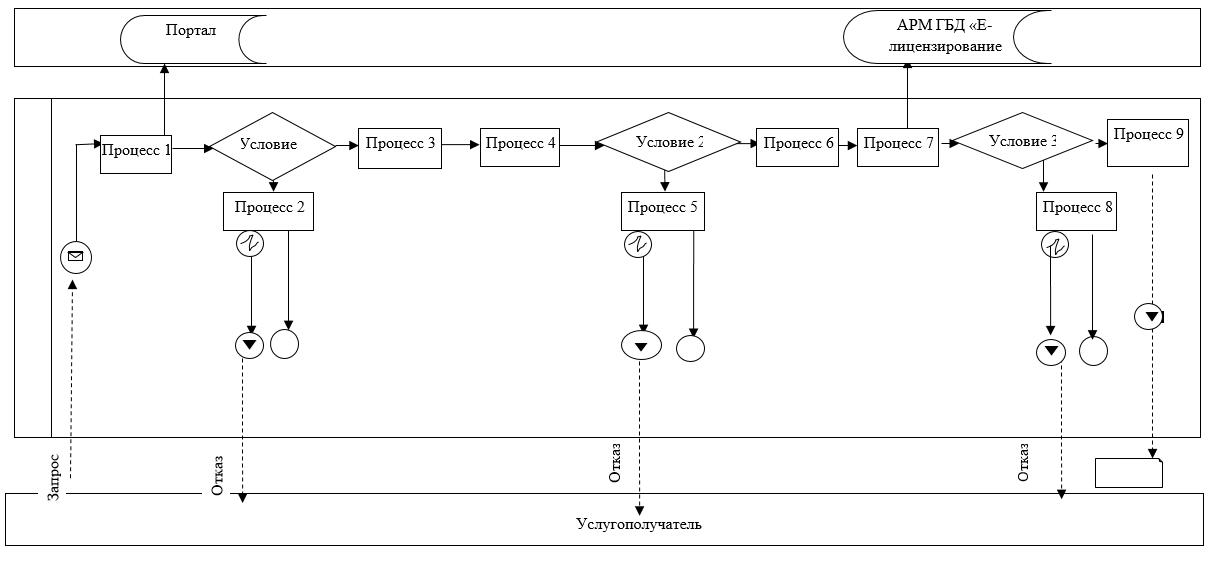 Портал
АРМ ГБД «Е-
лицензирование
Процесс 1
Условие
Процесс 3
Процесс 4
Условие 2
Процесс 6
Процесс 7
Условие 3
Процесс 9
Процесс 2
Процесс 5
Процесс 8
Запрос
Отказ
Отказ
Отказ
Услугополучатель